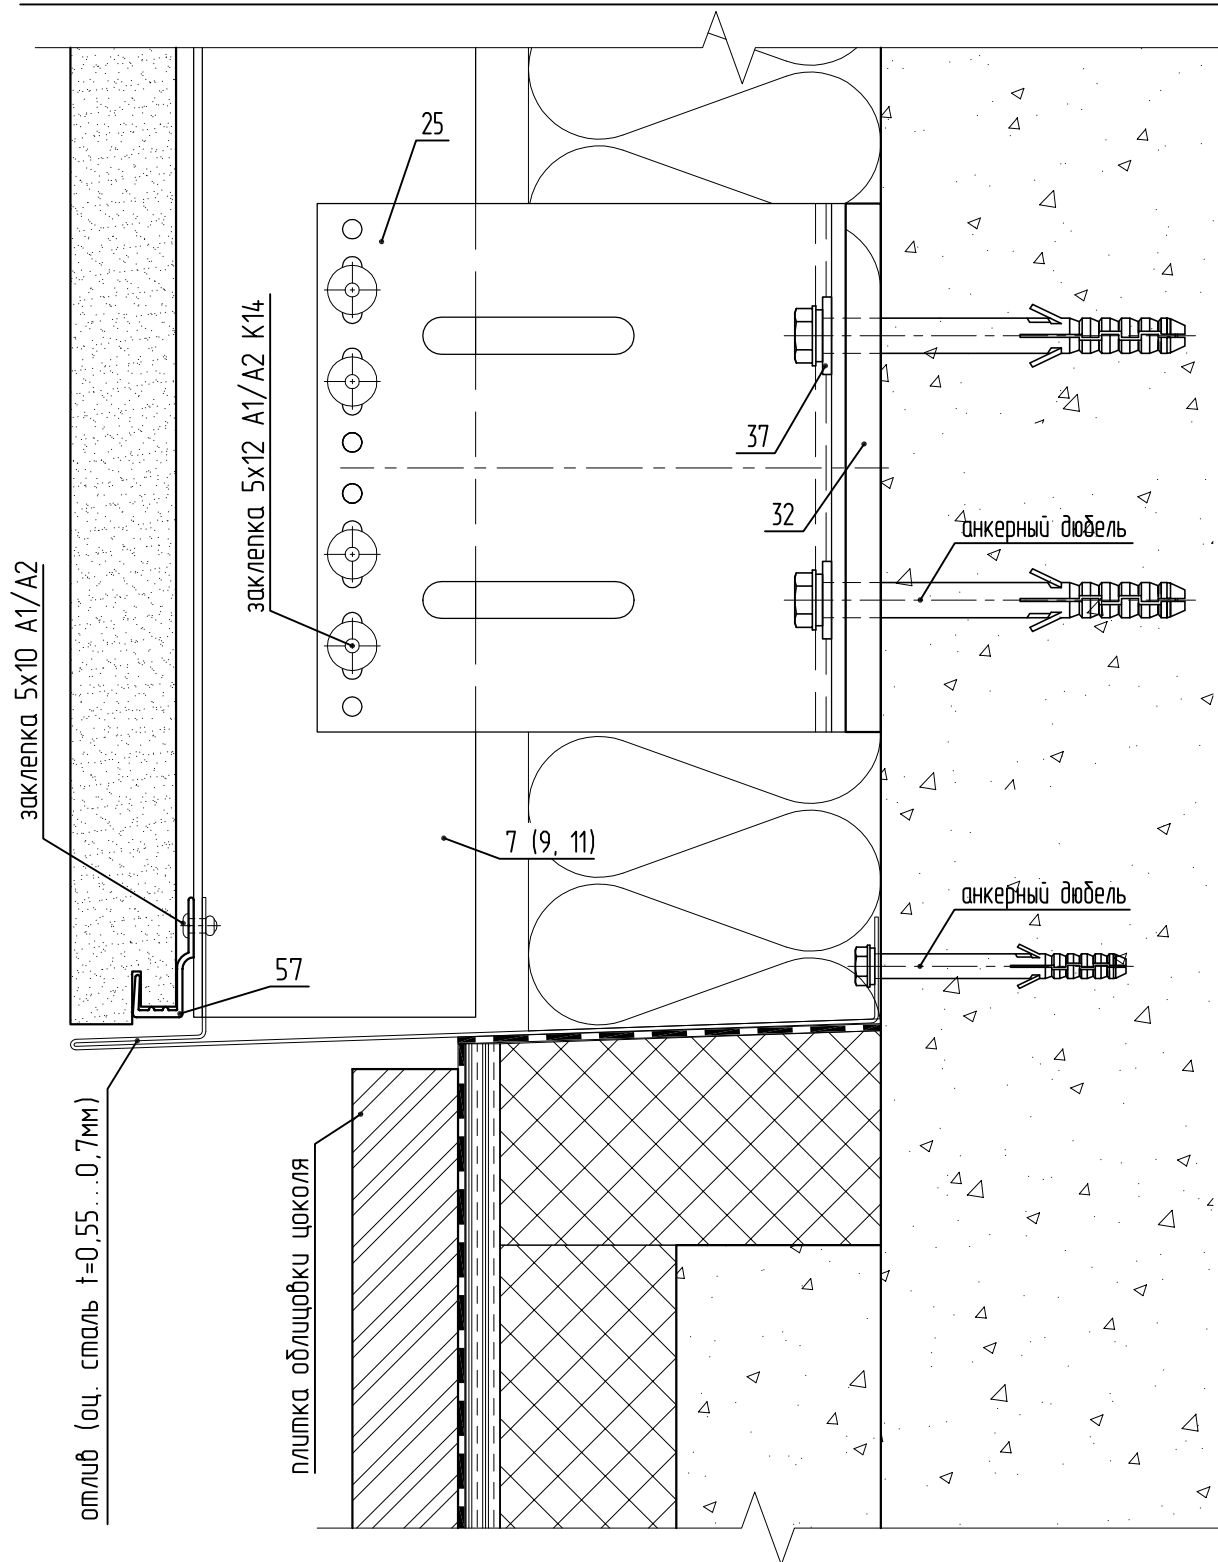 25
заклепка 5х12 А1/А2 К14
37
32
анкерный дюбель
заклепка 5х10 А1/А2
7 (9, 11)
анкерный дюбель
57
отлив (оц. сталь t=0,55...0,7мм)
плитка облицовки цоколя